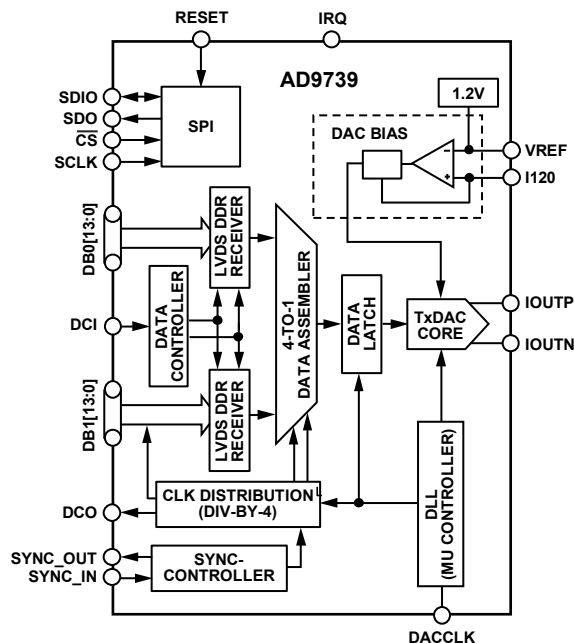 RESET
IRQ
AD9739
1.2V
SDIO
SDO
CS
SCLK
SPI
DAC BIAS
VREF
I120
DB0[13:0]
LVDS DDR
RECEIVER
DCI
DATA
CONTROLLER
4-TO-1
DATA ASSEMBLER
DATA
LATCH
TxDAC
CORE
IOUTP
IOUTN
DB1[13:0]
LVDS DDR
RECEIVER
DCO
CLK DISTRIBUTION
(DIV-BY-4)
DLL
(MU CONTROLLER)
SYNC_OUT
SYNC_IN
SYNC-
CONTROLLER
DACCLK